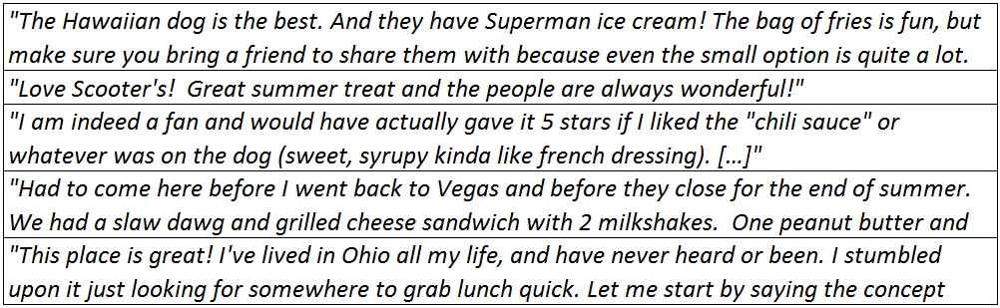 "The Hawaiian dog is the best. And they have Superman ice cream! The bag of fries is fun, but
make sure you bring a friend to share them with because even the small option is quite a lot.
"Love Scooter's!  Great summer treat and the people are always wonderful!"
"I am indeed a fan and would have actually gave it 5 stars if I liked the "chili sauce" or
whatever was on the dog (sweet, syrupy kinda like french dressing). [...]"
"Had to come here before I went back to Vegas and before they close for the end of summer.
We had a slaw dawg and grilled cheese sandwich with 2 milkshakes.  One peanut butter and
"This place is great! I've lived in Ohio all my life, and have never heard or been. I stumbled
upon it just looking for somewhere to grab lunch quick. Let me start by saying the concept